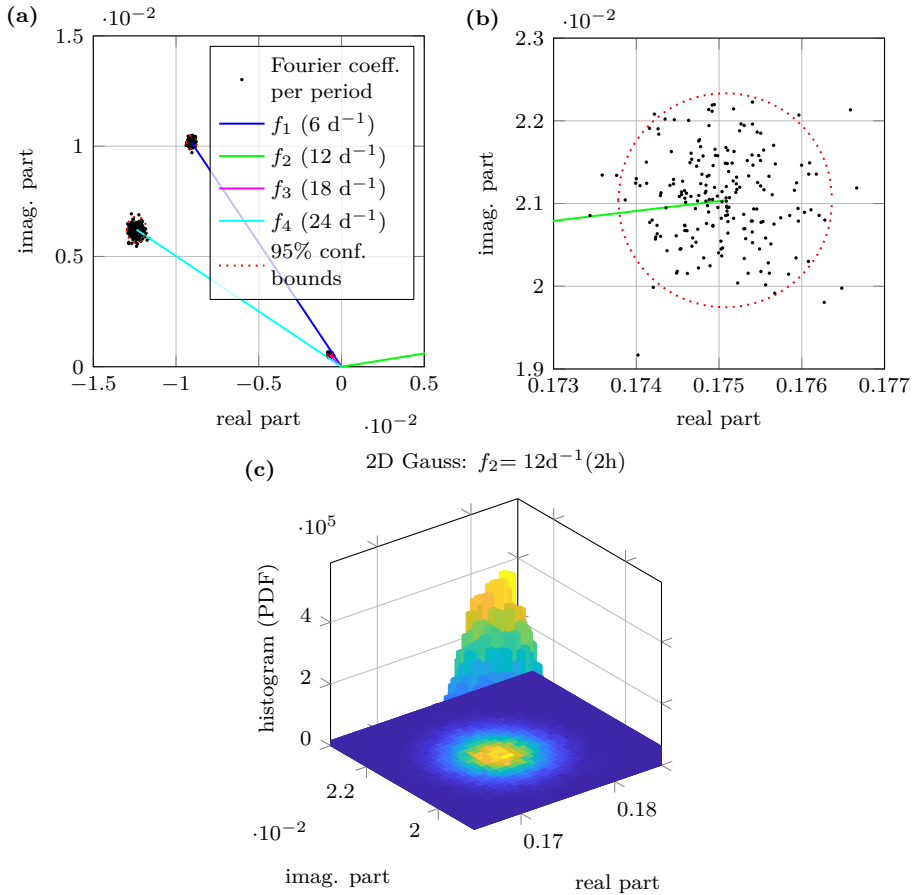 (a)
·10⁻²
1.5
1
0.5
0
imag. part
−1.5
−1
−0.5
0
0.5
real part
·10⁻²
Fourier coeff.
per period
f₁ (6 d⁻¹)
f₂ (12 d⁻¹)
f₃ (18 d⁻¹)
f₄ (24 d⁻¹)
95% conf.
bounds
(b)
·10⁻²
2.3
2.2
2.1
2
1.9
imag. part
0.173
0.174
0.175
0.176
0.177
real part
(c)
2D Gauss: f₂= 12d⁻¹(2h)
·10⁵
4
2
0
histogram (PDF)
2.2
2
·10⁻²
imag. part
0.17
0.18
real part